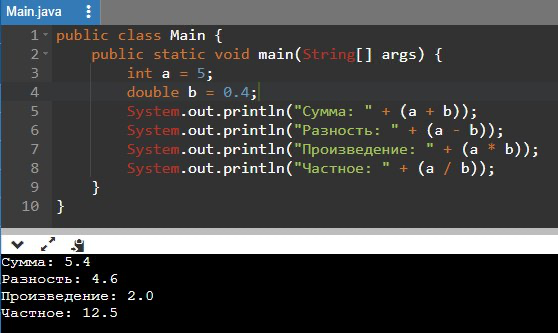 Main.java
1 public class Main {
2 public static void main(String[] args) {
3 int a = 5;
4 double b = 0.4;
5 System.out.println("Сумма: " + (a + b));
6 System.out.println("Разность: " + (a - b));
7 System.out.println("Произведение: " + (a * b));
8 System.out.println("Частное: " + (a / b));
9 }
10 }
Сумма: 5.4
Разность: 4.6
Произведение: 2.0
Частное: 12.5